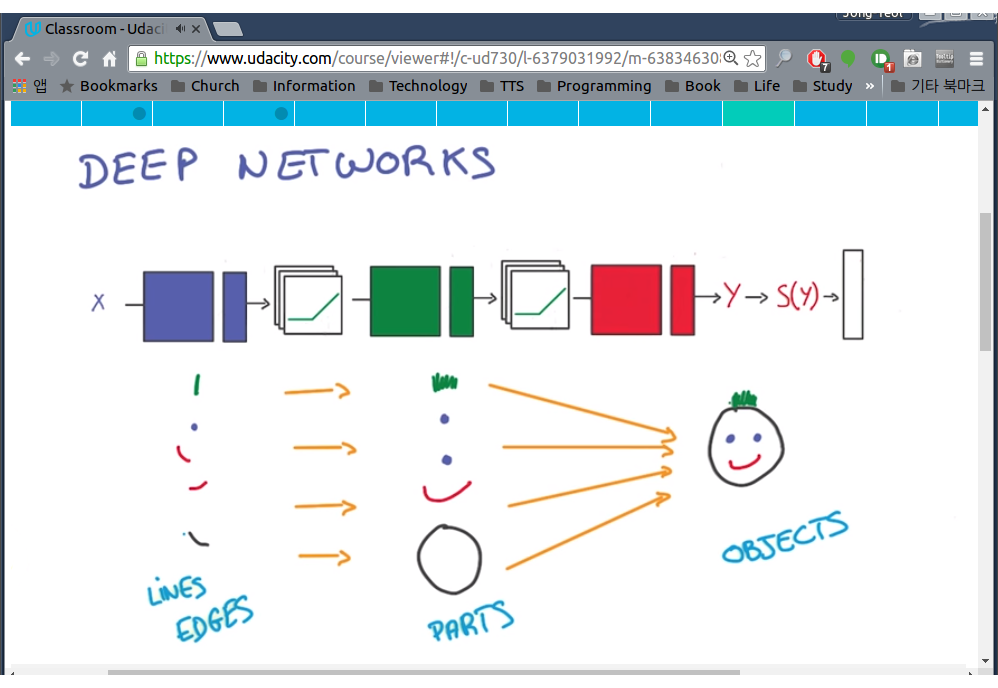 Jong Yeol
Classroom - Udaci
https://www.udacity.com/course/viewer#!/c-ud730/l-6379031992/m-63834630
7
1
앱 Bookmarks Church Information Technology TTS Programming Book Life Study » 기타 북마크
DEEP NETWORKS
X Y S(Y)
LINES
EDGES
PARTS
OBJECTS